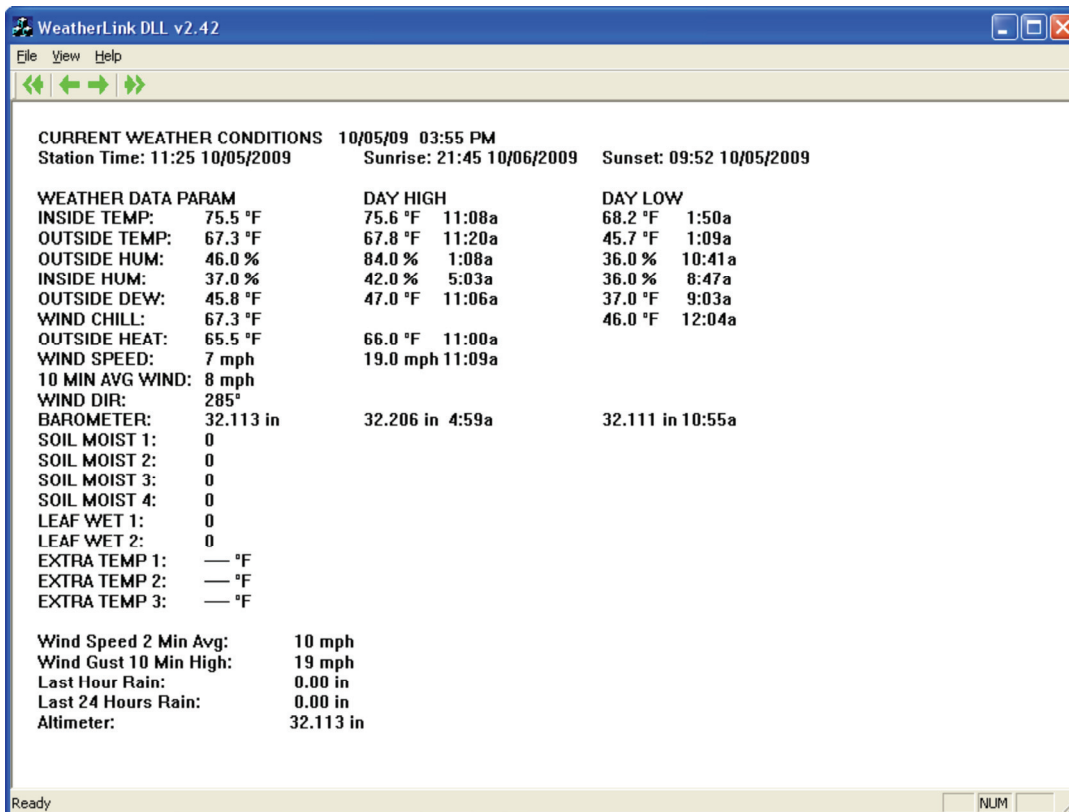 WeatherLink DLL v2.42
File View Help
CURRENT WEATHER CONDITIONS 10/05/09 03:55 PM
Station Time: 11:25 10/05/2009 Sunrise: 21:45 10/06/2009 Sunset: 09:52 10/05/2009
WEATHER DATA PARAM DAY HIGH DAY LOW
INSIDE TEMP: 75.5 °F 75.6 °F 11:08a 68.2 °F 1:50a
OUTSIDE TEMP: 67.3 °F 67.8 °F 11:20a 45.7 °F 1:09a
OUTSIDE HUM: 46.0 % 84.0 % 1:08a 36.0 % 10:41a
INSIDE HUM: 37.0 % 42.0 % 5:03a 36.0 % 8:47a
OUTSIDE DEW: 45.8 °F 47.0 °F 11:06a 37.0 °F 9:03a
WIND CHILL: 67.3 °F 46.0 °F 12:04a
OUTSIDE HEAT: 65.5 °F 66.0 °F 11:00a
WIND SPEED: 7 mph 19.0 mph 11:09a
10 MIN AVG WIND: 8 mph
WIND DIR: 285°
BAROMETER: 32.113 in 32.206 in 4:59a 32.111 in 10:55a
SOIL MOIST 1: 0
SOIL MOIST 2: 0
SOIL MOIST 3: 0
SOIL MOIST 4: 0
LEAF WET 1: 0
LEAF WET 2: 0
EXTRA TEMP 1: — °F
EXTRA TEMP 2: — °F
EXTRA TEMP 3: — °F
Wind Speed 2 Min Avg: 10 mph
Wind Gust 10 Min High: 19 mph
Last Hour Rain: 0.00 in
Last 24 Hours Rain: 0.00 in
Altimeter: 32.113 in
Ready NUM